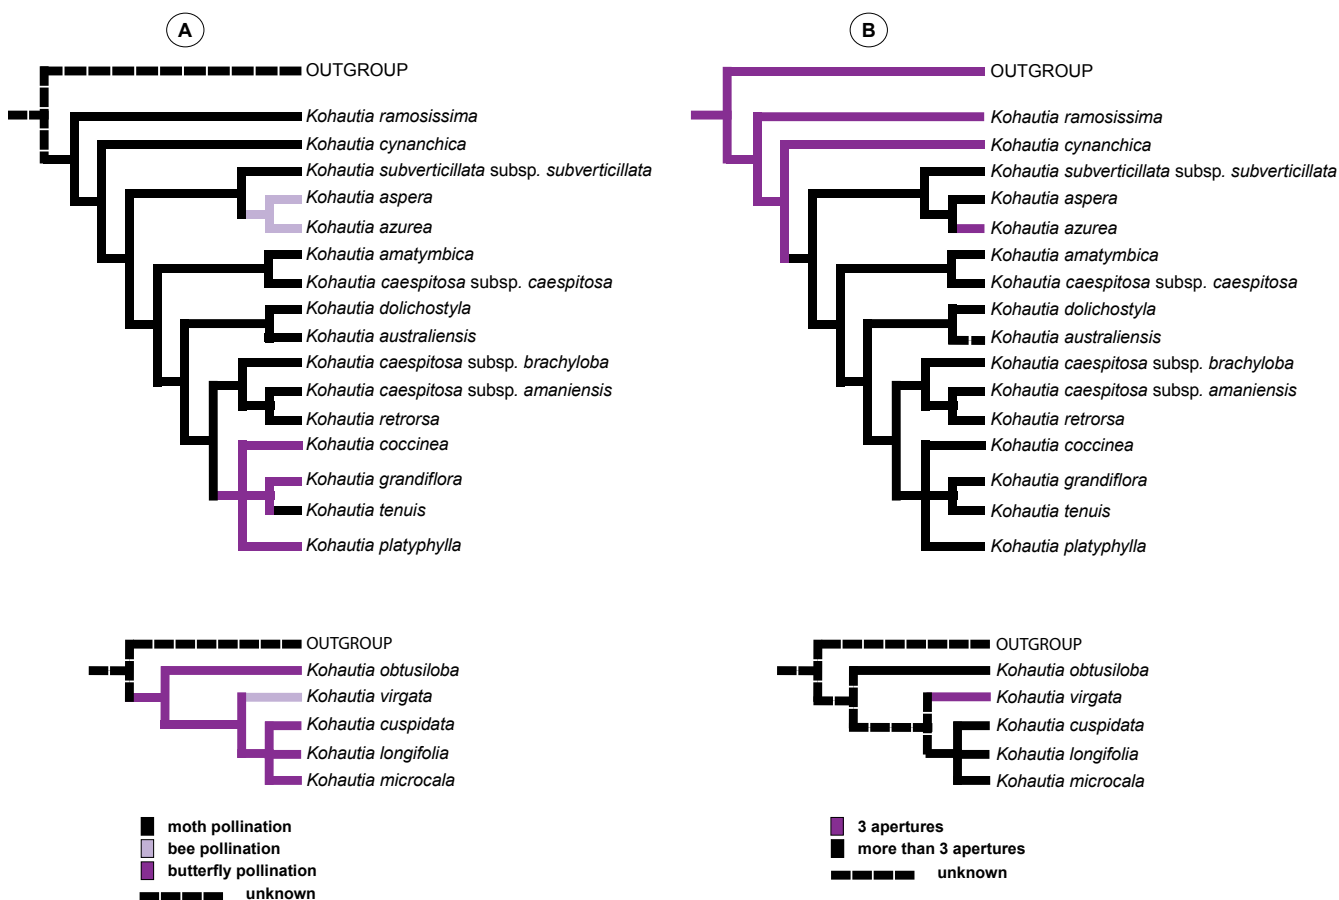 A
OUTGROUP
Kohautia ramosissima
Kohautia cynanchica
Kohautia subverticillata subsp. subverticillata
Kohautia aspera
Kohautia azurea
Kohautia amatymbica
Kohautia caespitosa subsp. caespitosa
Kohautia dolichostyla
Kohautia australiensis
Kohautia caespitosa subsp. brachyloba
Kohautia caespitosa subsp. amaniensis
Kohautia retrorsa
Kohautia coccinea
Kohautia grandiflora
Kohautia tenuis
Kohautia platyphylla
OUTGROUP
Kohautia obtusiloba
Kohautia virgata
Kohautia cuspidata
Kohautia longifolia
Kohautia microcala
moth pollination
bee pollination
butterfly pollination
unknown
B
OUTGROUP
Kohautia ramosissima
Kohautia cynanchica
Kohautia subverticillata subsp. subverticillata
Kohautia aspera
Kohautia azurea
Kohautia amatymbica
Kohautia caespitosa subsp. caespitosa
Kohautia dolichostyla
Kohautia australiensis
Kohautia caespitosa subsp. brachyloba
Kohautia caespitosa subsp. amaniensis
Kohautia retrorsa
Kohautia coccinea
Kohautia grandiflora
Kohautia tenuis
Kohautia platyphylla
OUTGROUP
Kohautia obtusiloba
Kohautia virgata
Kohautia cuspidata
Kohautia longifolia
Kohautia microcala
3 apertures
more than 3 apertures
unknown